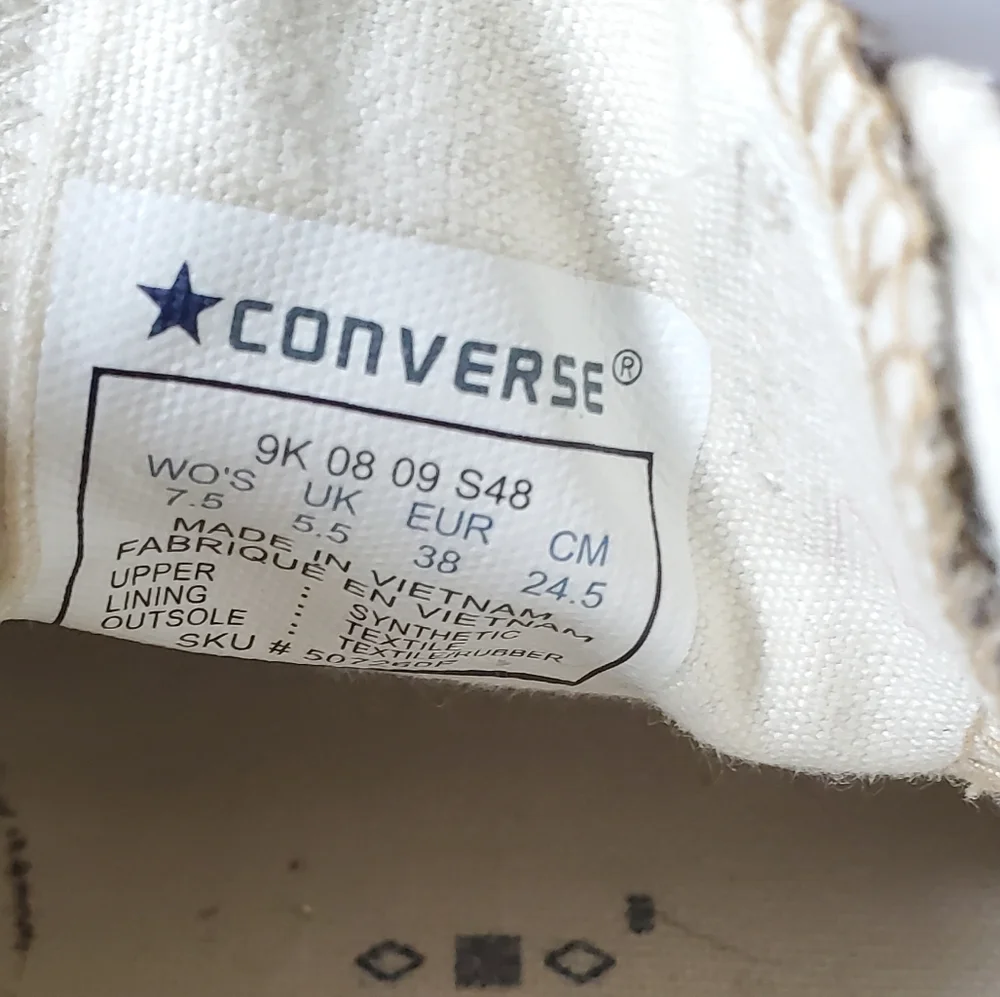 CONVERSE®
9K 08 09 S48
WO'S UK EUR CM
7.5 5.5 38 24.5
MADE IN VIETNAM
FABRIQUÉ EN VIETNAM
UPPER : SYNTHETIC
LINING : TEXTILE
OUTSOLE : TEXTILE/RUBBER
SKU #